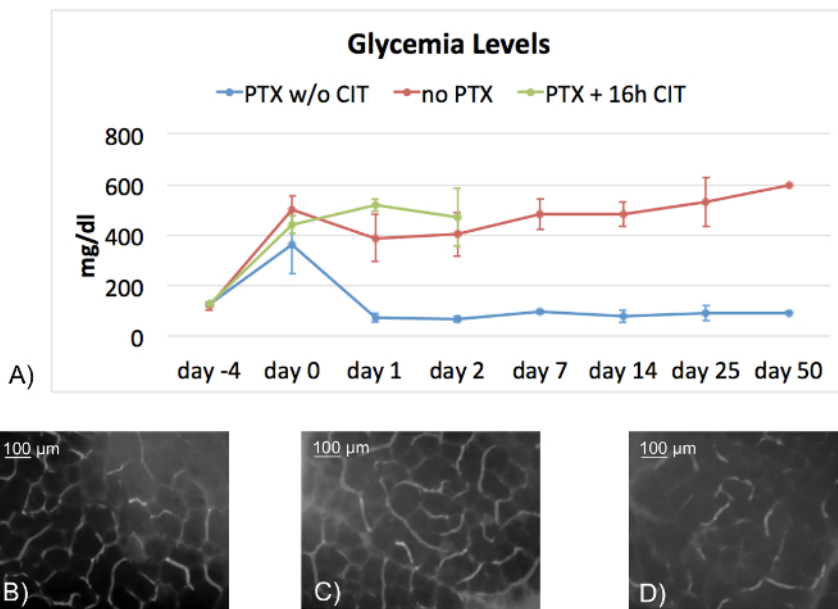 Glycemia Levels
PTX w/o CIT no PTX PTX + 16h CIT
800
600
400
200
0
mg/dl
day -4 day 0 day 1 day 2 day 7 day 14 day 25 day 50
A)
100 µm 100 µm 100 µm
B) C) D)